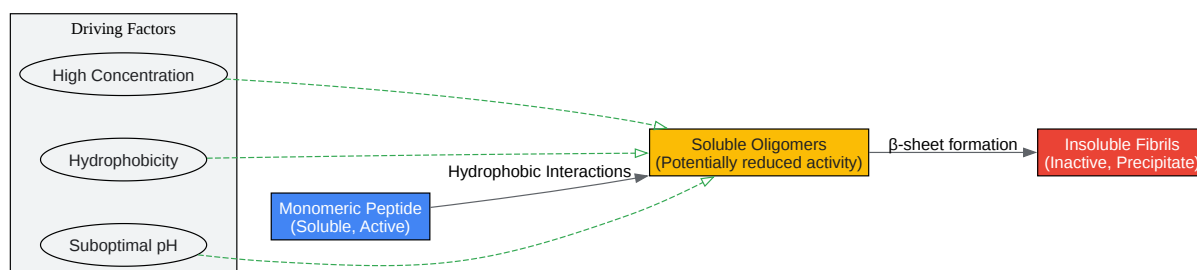 Driving Factors
High Concentration
Hydrophobicity
Suboptimal pH
Monomeric Peptide
(Soluble, Active)
Hydrophobic Interactions
Soluble Oligomers
(Potentially reduced activity)
β-sheet formation
Insoluble Fibrils
(Inactive, Precipitate)